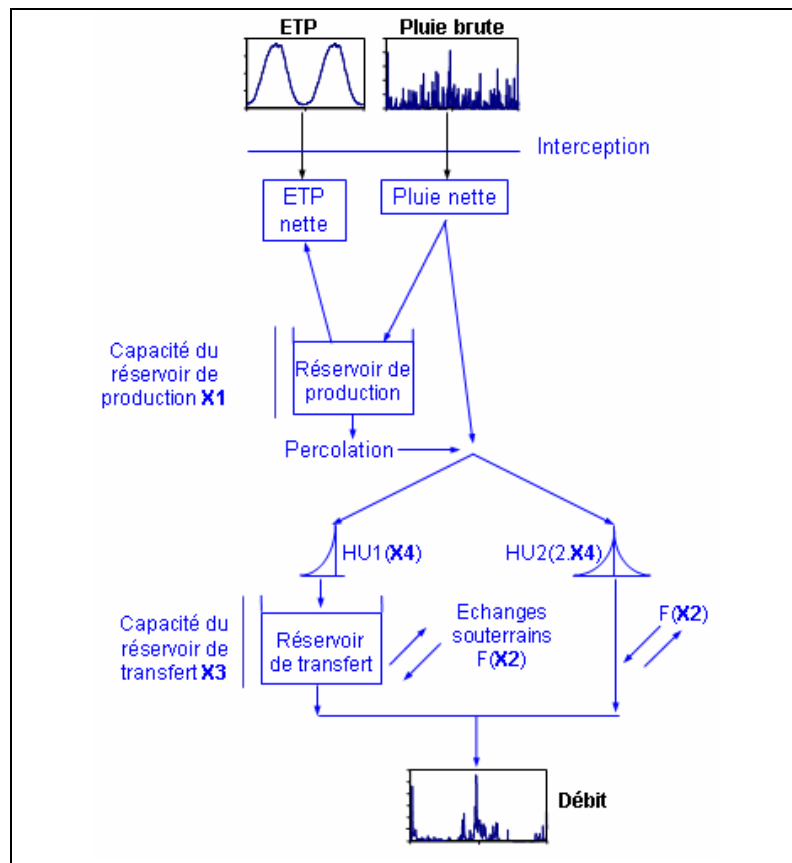 ETP
Pluie brute
Interception
ETP
nette
Pluie nette
Capacité du
réservoir de
production X1
Réservoir de
production
Percolation
HU1(X4)
HU2(2.X4)
Capacité du
réservoir de
transfert X3
Réservoir
de transfert
Echanges
souterrains
F(X2)
F(X2)
Débit